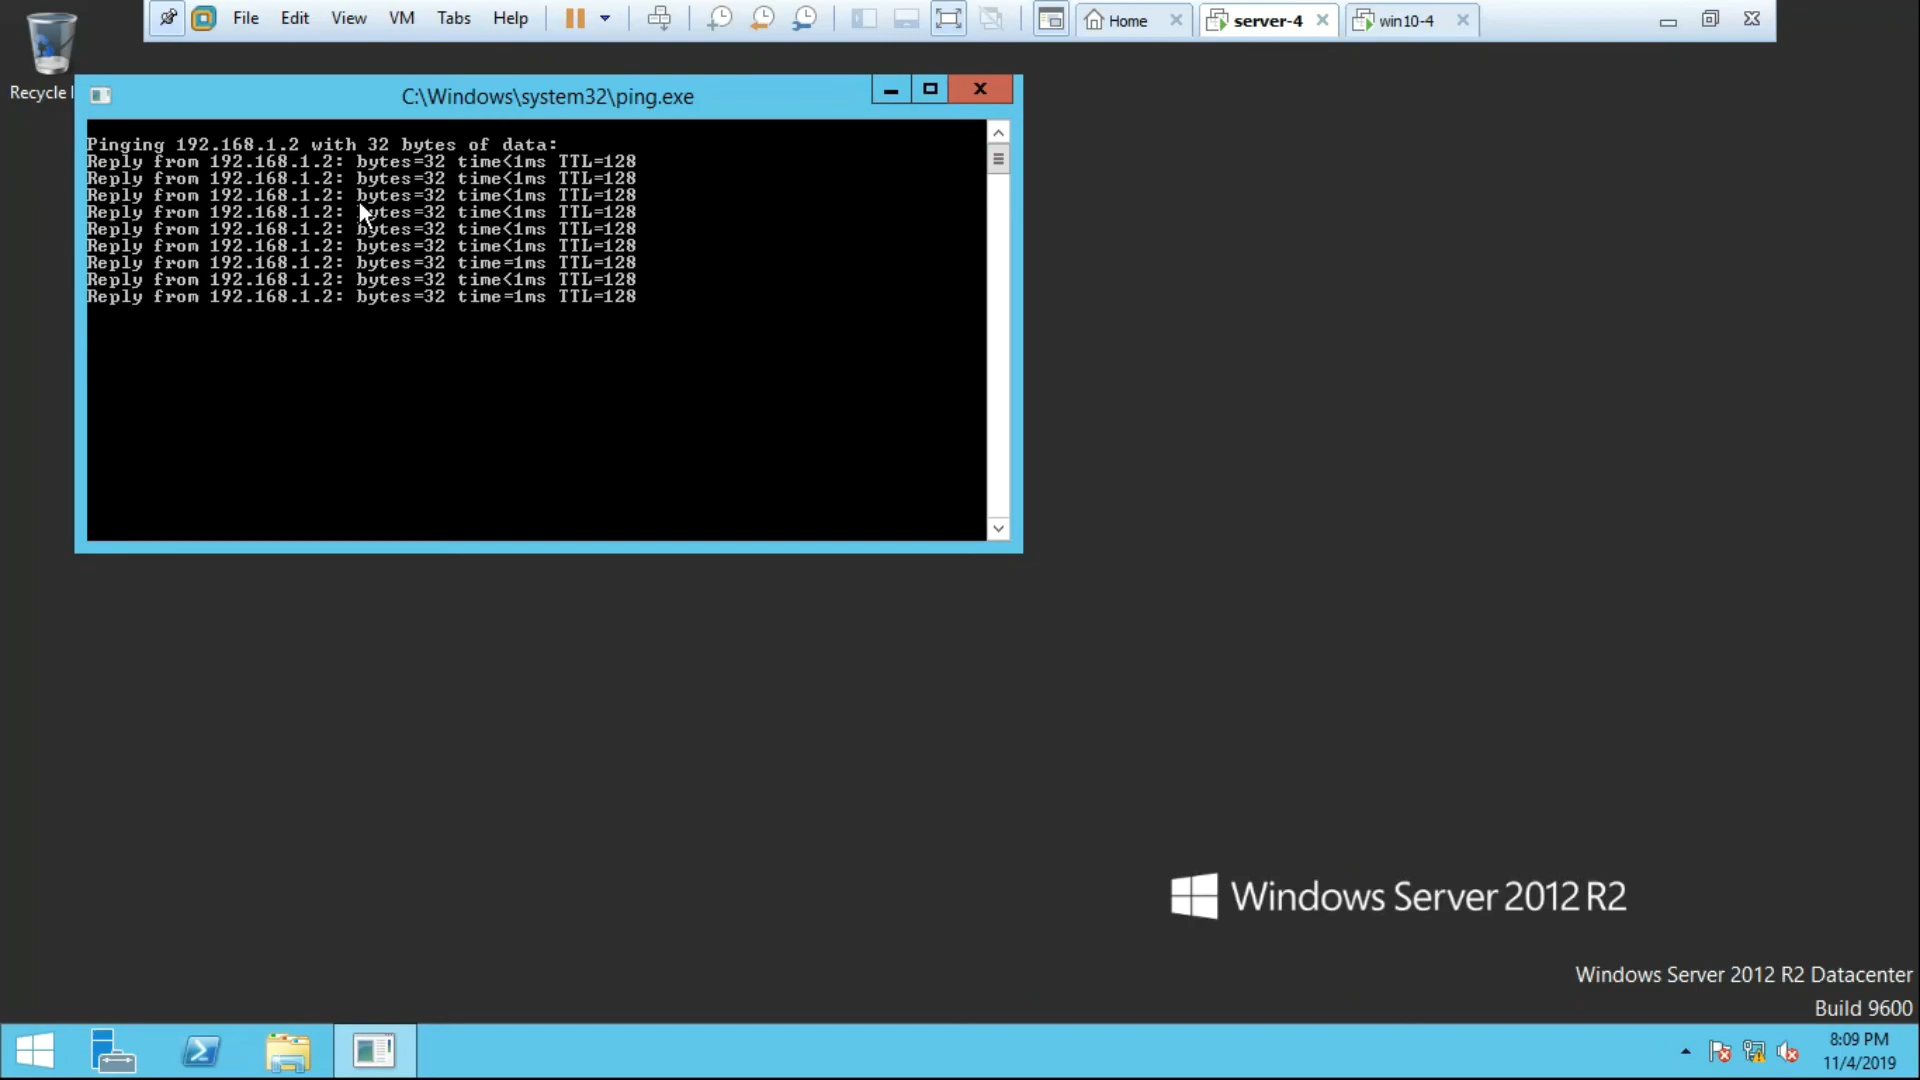 File Edit View VM Tabs Help Home server-4 win10-4
Recycle
C:\Windows\system32\ping.exe
Pinging 192.168.1.2 with 32 bytes of data:
Reply from 192.168.1.2: bytes=32 time<1ms TTL=128
Reply from 192.168.1.2: bytes=32 time<1ms TTL=128
Reply from 192.168.1.2: bytes=32 time<1ms TTL=128
Reply from 192.168.1.2: bytes=32 time<1ms TTL=128
Reply from 192.168.1.2: bytes=32 time<1ms TTL=128
Reply from 192.168.1.2: bytes=32 time<1ms TTL=128
Reply from 192.168.1.2: bytes=32 time=1ms TTL=128
Reply from 192.168.1.2: bytes=32 time<1ms TTL=128
Reply from 192.168.1.2: bytes=32 time=1ms TTL=128
Windows Server 2012 R2
Windows Server 2012 R2 Datacenter
Build 9600
8:09 PM
11/4/2019